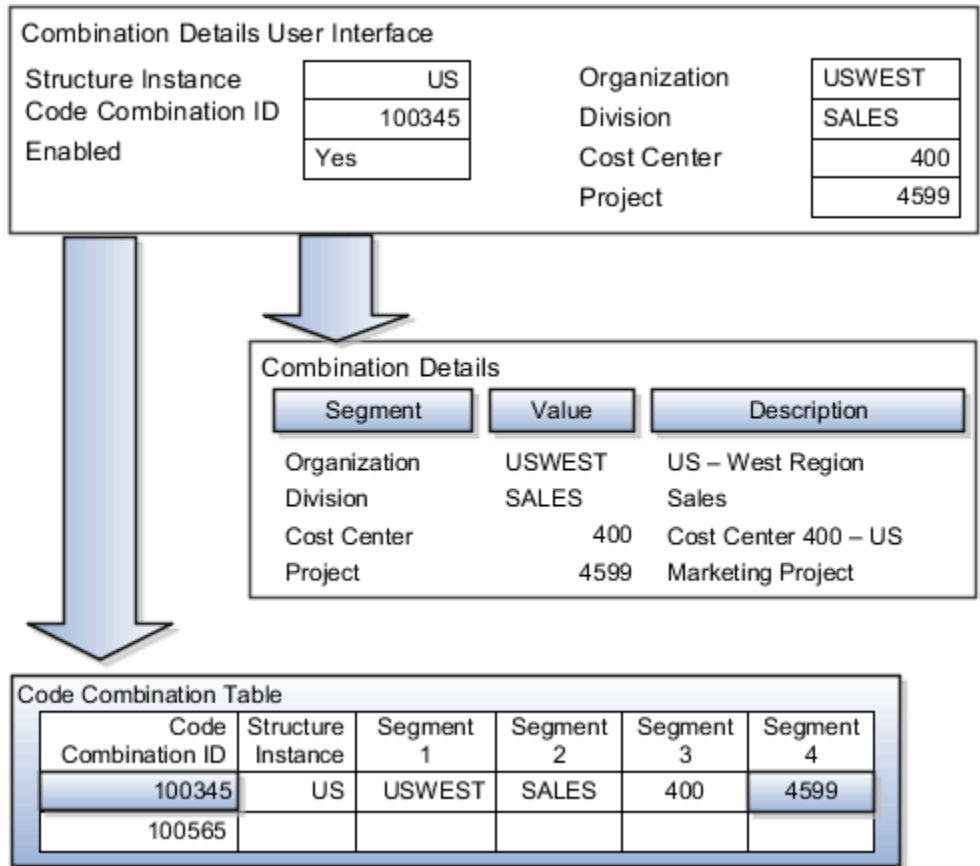 Combination Details User Interface
Structure Instance US Organization USWEST
Code Combination ID 100345 Division SALES
Enabled Yes Cost Center 400
Project 4599
Combination Details
Segment Value Description
Organization USWEST US – West Region
Division SALES Sales
Cost Center 400 Cost Center 400 – US
Project 4599 Marketing Project
Code Combination Table
Code Structure Segment Segment Segment Segment
Combination ID Instance 1 2 3 4
100345 US USWEST SALES 400 4599
100565